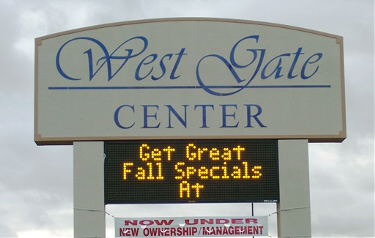 West Gate
CENTER
Get Great
Fall Specials
At
NOW UNDER
NEW OWNERSHIP/MANAGEMENT